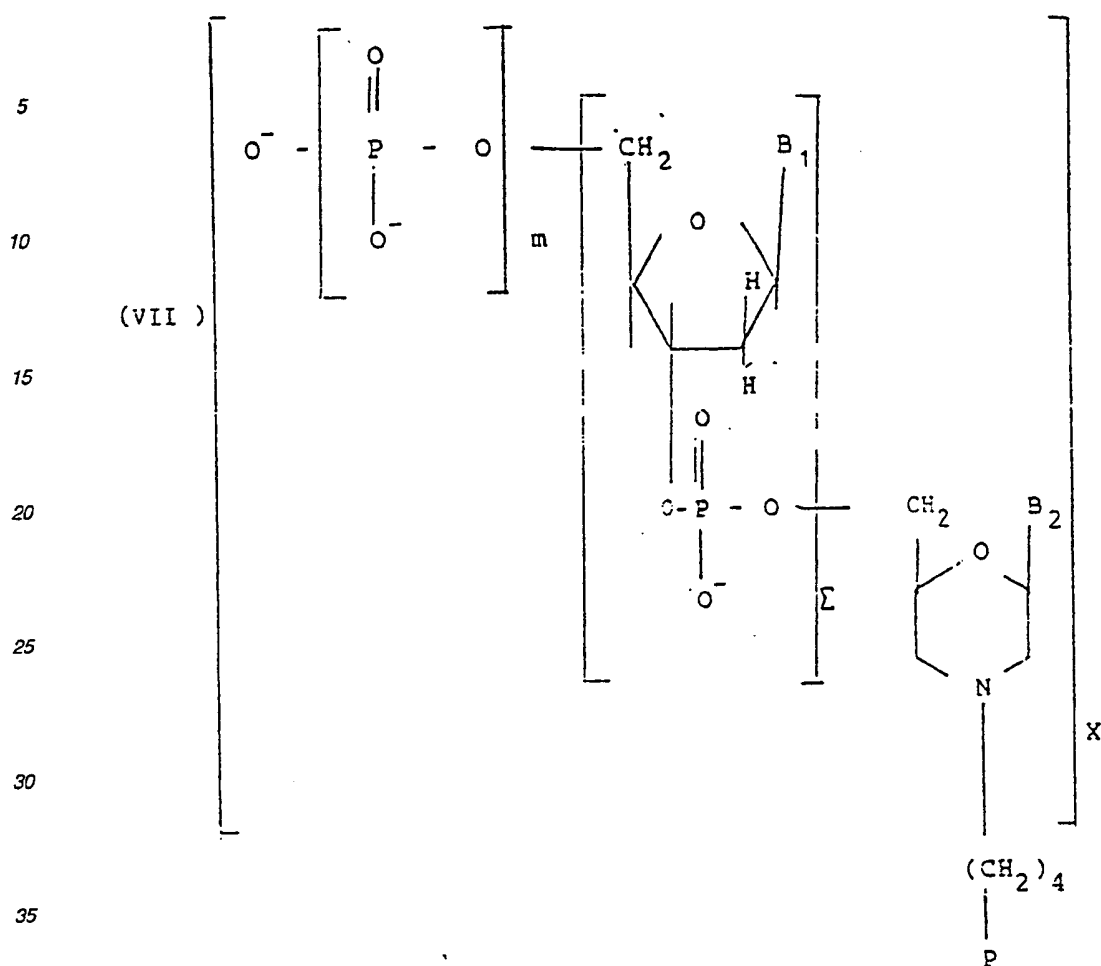 O
5
O⁻ - P - O CH₂ B₁
O
10 O⁻ m
H
(VII )
15 H
O
20 O- P - O CH₂ B₂
O
O⁻ Σ
25 N
X
30
(CH₂)₄
35
P